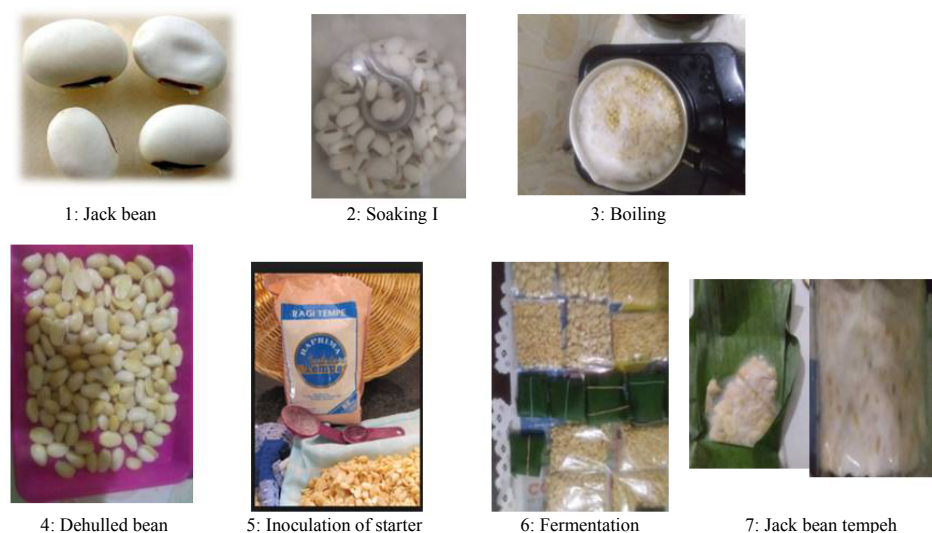 1: Jack bean
2: Soaking I
3: Boiling
RAGI TEMPE
RAPRIMA
4: Dehulled bean
5: Inoculation of starter
6: Fermentation
7: Jack bean tempeh